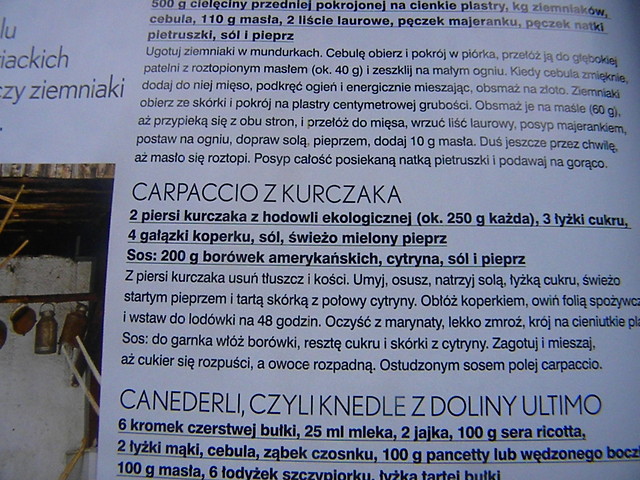 lu
iackich
czy ziemniaki
500 g cielęciny przedniej pokrojonej na cienkie plastry, kg ziemniaków,
cebula, 110 g masła, 2 liście laurowe, pęczek majeranku, pęczek natki
pietruszki, sól i pieprz
Ugotuj ziemniaki w mundurkach. Cebulę obierz i pokrój w piórka, przełóż ją do głębokiej
patelni z roztopionym masłem (ok. 40 g) i zeszklij na małym ogniu. Kiedy cebula zmięknie,
dodaj do niej mięso, podkręć ogień i energicznie mieszając, obsmaż na złoto. Ziemniaki
obierz ze skórki i pokrój na plastry centymetrowej grubości. Obsmaż je na maśle (60 g),
aż przypieką się z obu stron, i przełóż do mięsa, wrzuć liść laurowy, posyp majerankiem,
postaw na ogniu, dopraw solą, pieprzem, dodaj 10 g masła. Duś jeszcze przez chwilę,
aż masło się roztopi. Posyp całość posiekaną natką pietruszki i podawaj na gorąco.
CARPACCIO Z KURCZAKA
2 piersi kurczaka z hodowli ekologicznej (ok. 250 g każda), 3 łyżki cukru,
4 gałązki koperku, sól, świeżo mielony pieprz
Sos: 200 g borówek amerykańskich, cytryna, sól i pieprz
Z piersi kurczaka usuń tłuszcz i kości. Umyj, osusz, natrzyj solą, łyżką cukru, świeżo
startym pieprzem i tartą skórką z połowy cytryny. Obłóż koperkiem, owiń folią spożywcz
i wstaw do lodówki na 48 godzin. Oczyść z marynaty, lekko zmroź, krój na cieniutkie pla
Sos: do garnka włóż borówki, resztę cukru i skórki z cytryny. Zagotuj i mieszaj,
aż cukier się rozpuści, a owoce rozpadną. Ostudzonym sosem polej carpaccio.
CANEDERLI, CZYLI KNEDLE Z DOLINY ULTIMO
6 kromek czerstwej bułki, 25 ml mleka, 2 jajka, 100 g sera ricotta,
2 łyżki mąki, cebula, ząbek czosnku, 100 g pancetty lub wędzonego bocz
100 g masła, 6 łodyżek szczypiorku, łyżka tartej bułki